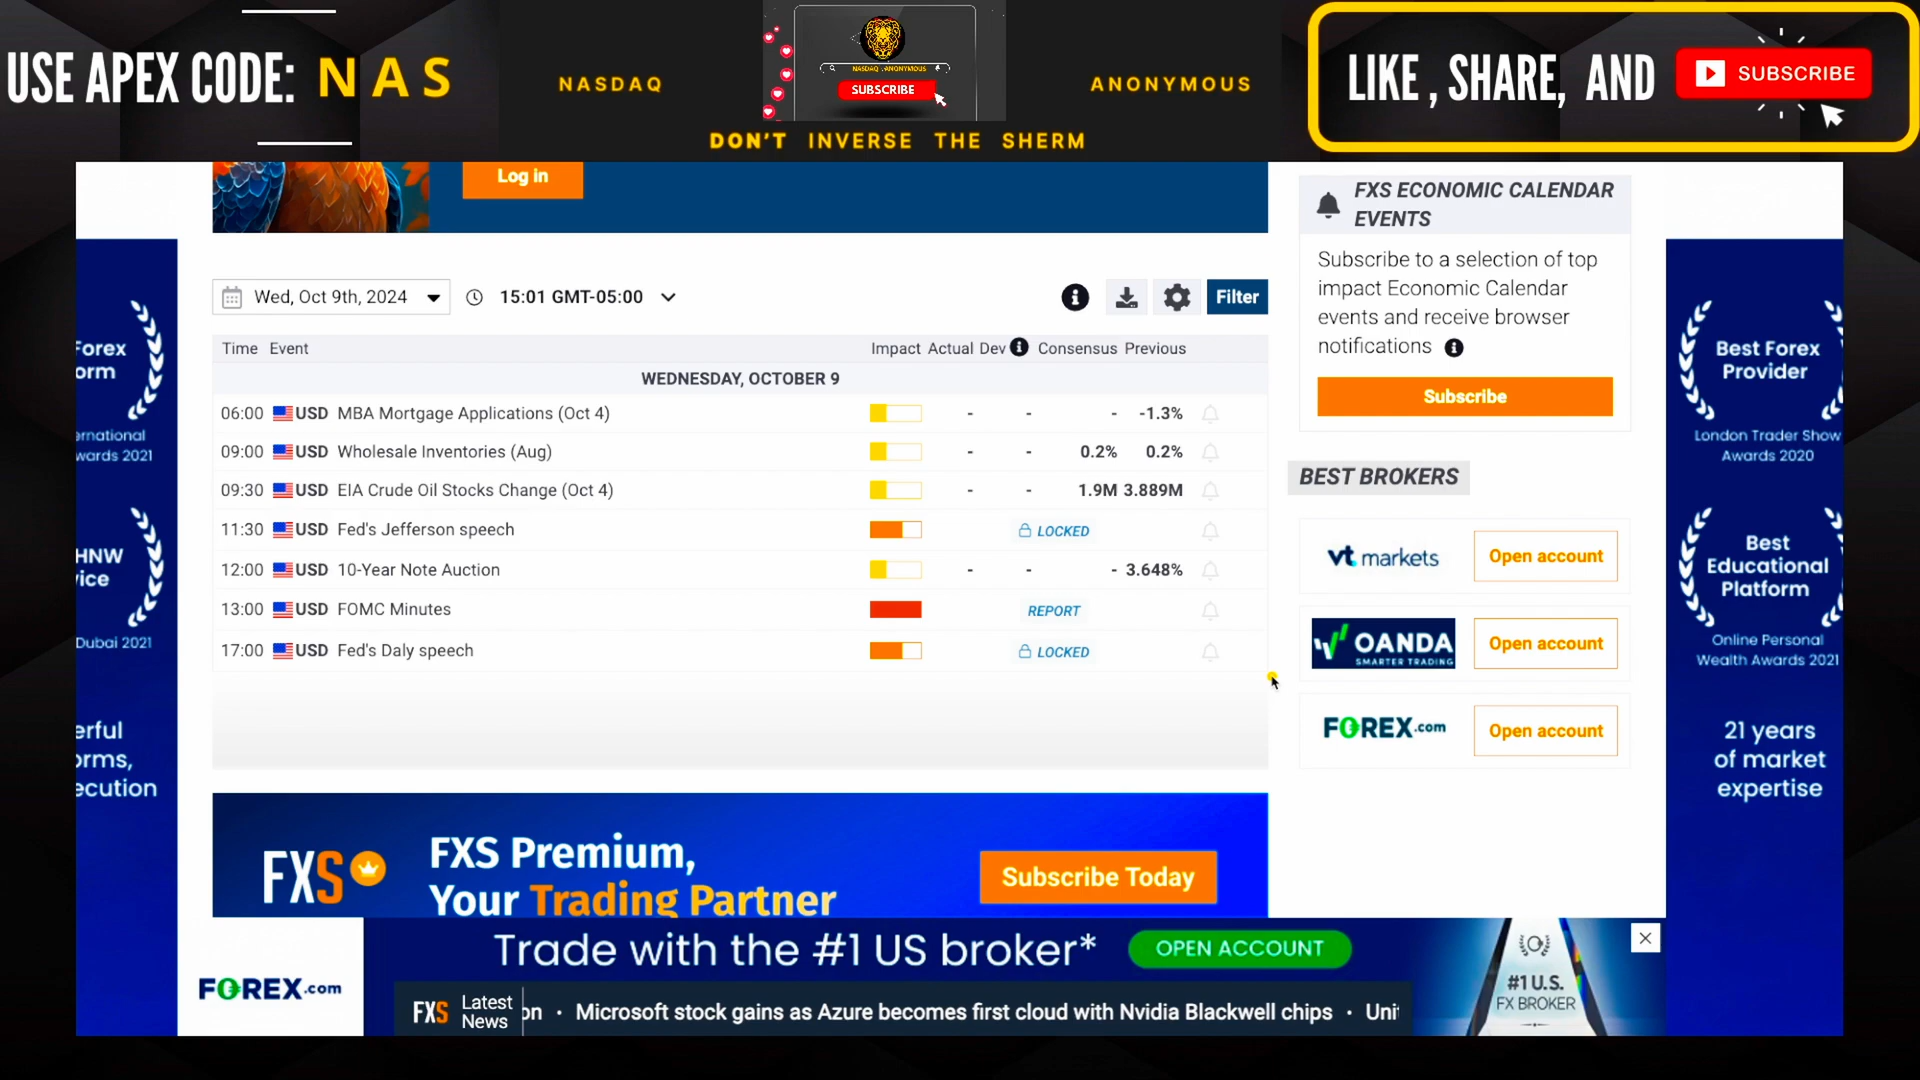 USE APEX CODE: NAS
NASDAQ
NASDAQ_ANONYMOUS
SUBSCRIBE
ANONYMOUS
DON'T INVERSE THE SHERM
LIKE , SHARE, AND
SUBSCRIBE
Log in
Wed, Oct 9th, 2024
15:01 GMT-05:00
Filter
Time Event Impact Actual Dev Consensus Previous
WEDNESDAY, OCTOBER 9
06:00 USD MBA Mortgage Applications (Oct 4) - - - -1.3%
09:00 USD Wholesale Inventories (Aug) - - 0.2% 0.2%
09:30 USD EIA Crude Oil Stocks Change (Oct 4) - - 1.9M 3.889M
11:30 USD Fed's Jefferson speech LOCKED
12:00 USD 10-Year Note Auction - - - 3.648%
13:00 USD FOMC Minutes REPORT
17:00 USD Fed's Daly speech LOCKED
FXS ECONOMIC CALENDAR
EVENTS
Subscribe to a selection of top
impact Economic Calendar
events and receive browser
notifications
Subscribe
BEST BROKERS
vt markets Open account
OANDA
SMARTER TRADING
Open account
FOREX.com Open account
Forex
orm
ernational
wards 2021
HNW
ice
Dubai 2021
erful
orms,
ecution
Best Forex
Provider
London Trader Show
Awards 2020
Best
Educational
Platform
Online Personal
Wealth Awards 2021
21 years
of market
expertise
FXS
FXS Premium,
Your Trading Partner
Subscribe Today
FOREX.com
Trade with the #1 US broker*
OPEN ACCOUNT
#1 U.S.
FX BROKER
FXS Latest
News
on · Microsoft stock gains as Azure becomes first cloud with Nvidia Blackwell chips · Uni